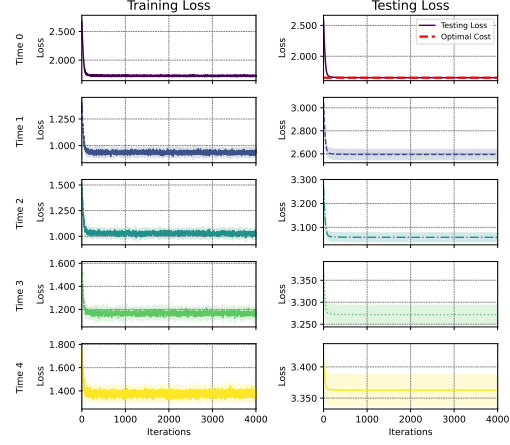 Training Loss
Testing Loss
Time 0
Loss
2.500
2.000
Loss
2.500
2.000
Testing Loss
Optimal Cost
Time 1
Loss
1.250
1.000
Loss
3.000
2.800
2.600
Time 2
Loss
1.500
1.250
1.000
Loss
3.300
3.200
3.100
Time 3
Loss
1.600
1.400
1.200
Loss
3.350
3.300
3.250
Time 4
Loss
1.800
1.600
1.400
Loss
3.400
3.350
0 1000 2000 3000 4000
0 1000 2000 3000 4000
Iterations
Iterations